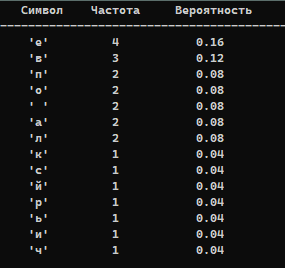 Символ Частота Вероятность
'е' 4 0.16
'в' 3 0.12
'п' 2 0.08
'о' 2 0.08
' ' 2 0.08
'а' 2 0.08
'л' 2 0.08
'к' 1 0.04
'с' 1 0.04
'й' 1 0.04
'р' 1 0.04
'ь' 1 0.04
'и' 1 0.04
'ч' 1 0.04